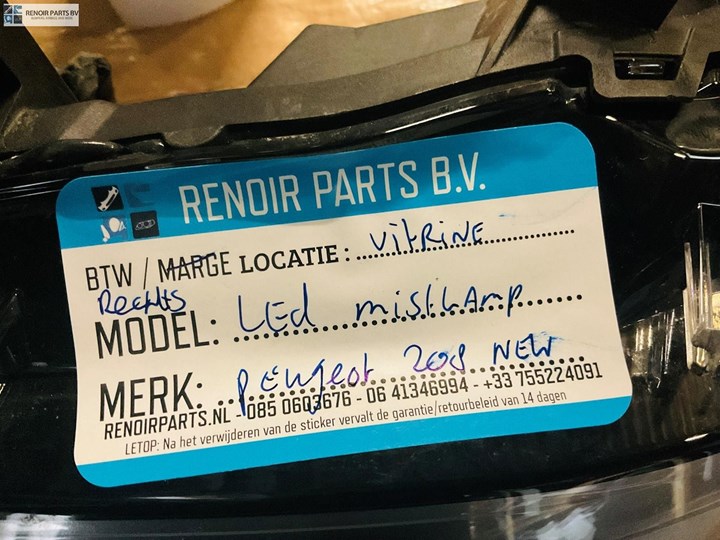 RENOIR PARTS BV
RENOIR PARTS B.V.
BTW / MARGE LOCATIE : VITRINE
Rechts
MODEL: LEd mistLAmp
MERK: PEugeot 208 NEW
RENOIRPARTS.NL - 085 0603676 - 06 41346994 - +33 755224091
LETOP: Na het verwijderen van de sticker vervalt de garantie/retourbeleid van 14 dagen